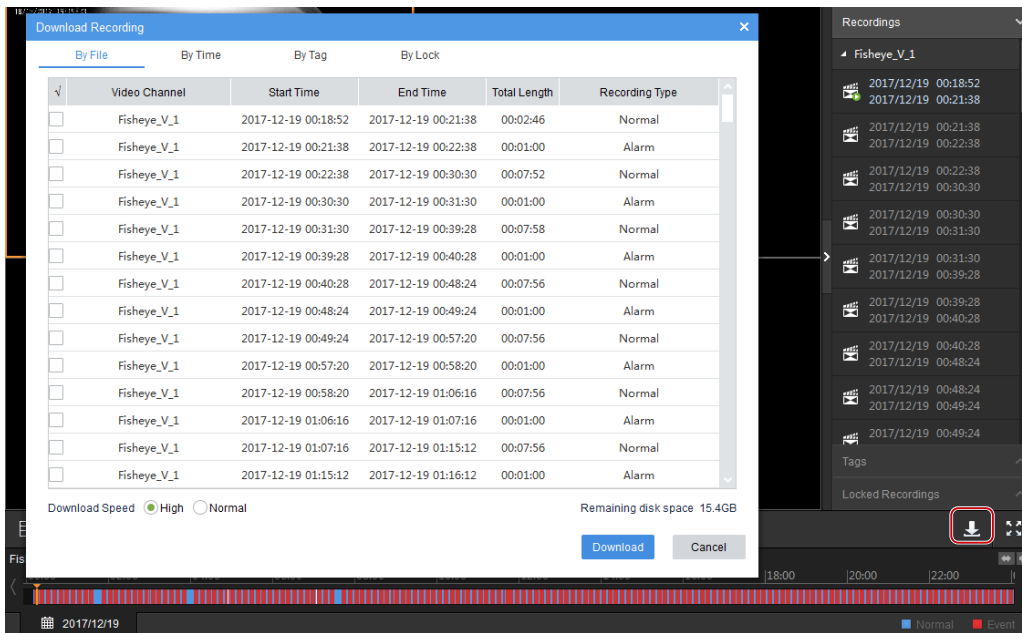 Download Recording
By File By Time By Tag By Lock
√ Video Channel Start Time End Time Total Length Recording Type
Fisheye_V_1 2017-12-19 00:18:52 2017-12-19 00:21:38 00:02:46 Normal
Fisheye_V_1 2017-12-19 00:21:38 2017-12-19 00:22:38 00:01:00 Alarm
Fisheye_V_1 2017-12-19 00:22:38 2017-12-19 00:30:30 00:07:52 Normal
Fisheye_V_1 2017-12-19 00:30:30 2017-12-19 00:31:30 00:01:00 Alarm
Fisheye_V_1 2017-12-19 00:31:30 2017-12-19 00:39:28 00:07:58 Normal
Fisheye_V_1 2017-12-19 00:39:28 2017-12-19 00:40:28 00:01:00 Alarm
Fisheye_V_1 2017-12-19 00:40:28 2017-12-19 00:48:24 00:07:56 Normal
Fisheye_V_1 2017-12-19 00:48:24 2017-12-19 00:49:24 00:01:00 Alarm
Fisheye_V_1 2017-12-19 00:49:24 2017-12-19 00:57:20 00:07:56 Normal
Fisheye_V_1 2017-12-19 00:57:20 2017-12-19 00:58:20 00:01:00 Alarm
Fisheye_V_1 2017-12-19 00:58:20 2017-12-19 01:06:16 00:07:56 Normal
Fisheye_V_1 2017-12-19 01:06:16 2017-12-19 01:07:16 00:01:00 Alarm
Fisheye_V_1 2017-12-19 01:07:16 2017-12-19 01:15:12 00:07:56 Normal
Fisheye_V_1 2017-12-19 01:15:12 2017-12-19 01:16:12 00:01:00 Alarm
Download Speed High Normal
Remaining disk space 15.4GB
Download Cancel
Recordings
Fisheye_V_1
2017/12/19 00:18:52
2017/12/19 00:21:38
2017/12/19 00:21:38
2017/12/19 00:22:38
2017/12/19 00:22:38
2017/12/19 00:30:30
2017/12/19 00:30:30
2017/12/19 00:31:30
2017/12/19 00:31:30
2017/12/19 00:39:28
2017/12/19 00:39:28
2017/12/19 00:40:28
2017/12/19 00:40:28
2017/12/19 00:48:24
2017/12/19 00:48:24
2017/12/19 00:49:24
2017/12/19 00:49:24
Tags
Locked Recordings
Fis
18:00 20:00 22:00
2017/12/19
Normal Event